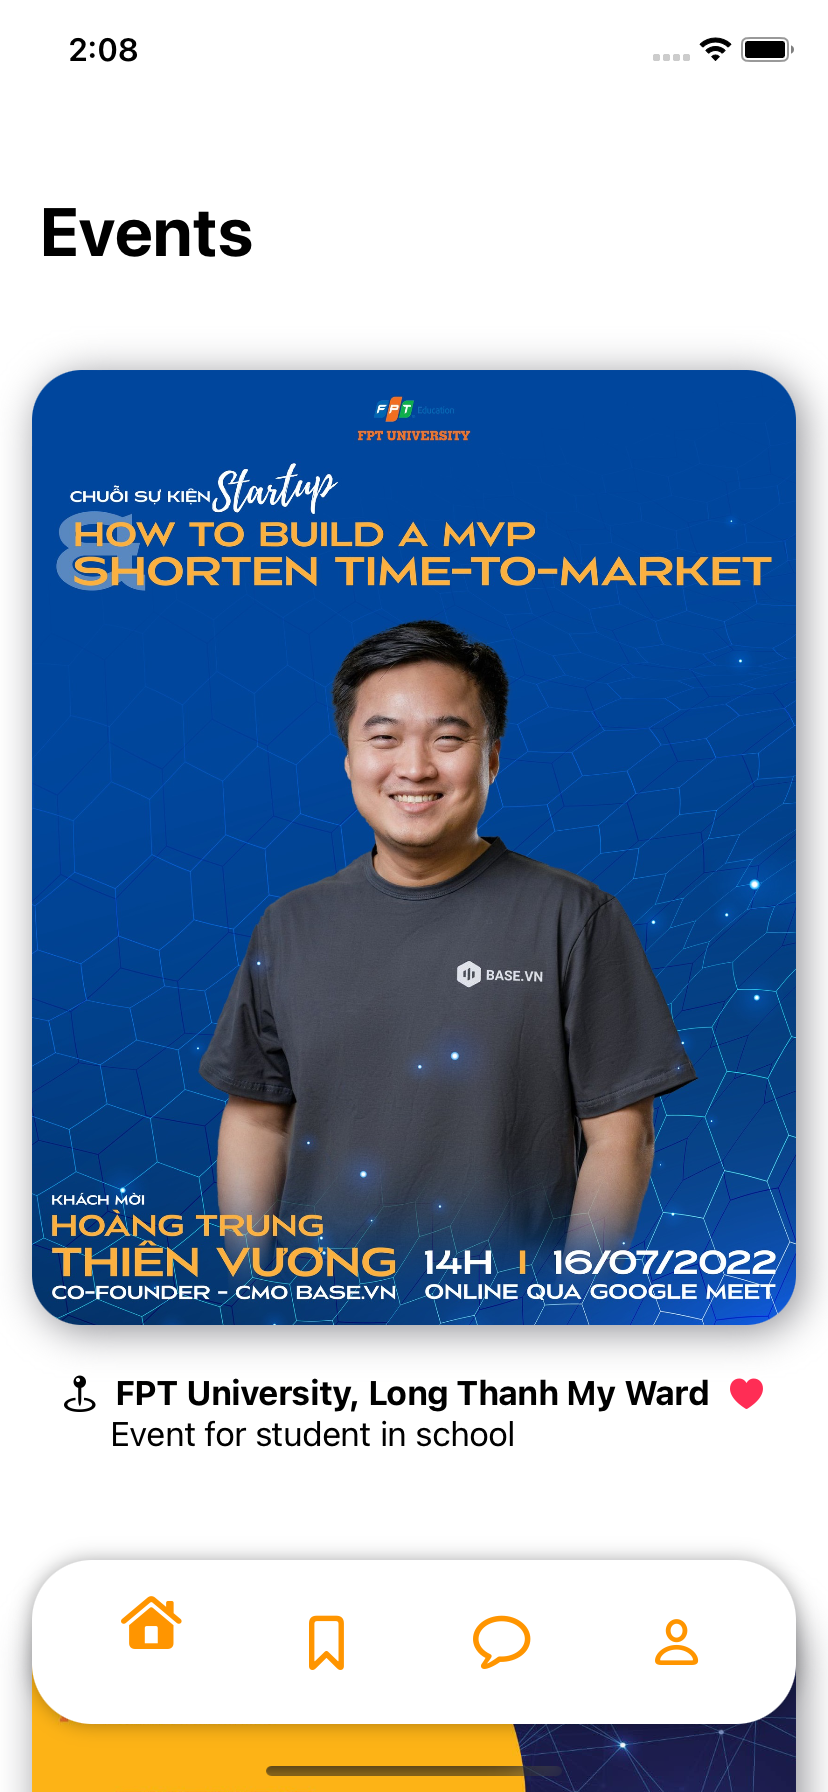 2:08
Events
FPT Education
FPT UNIVERSITY
CHUỖI SỰ KIỆN Startup
&
HOW TO BUILD A MVP
SHORTEN TIME-TO-MARKET
BASE.VN
KHÁCH MỜI
HOÀNG TRUNG
THIÊN VƯƠNG
CO-FOUNDER - CMO BASE.VN
14H I 16/07/2022
ONLINE QUA GOOGLE MEET
FPT University, Long Thanh My Ward
Event for student in school